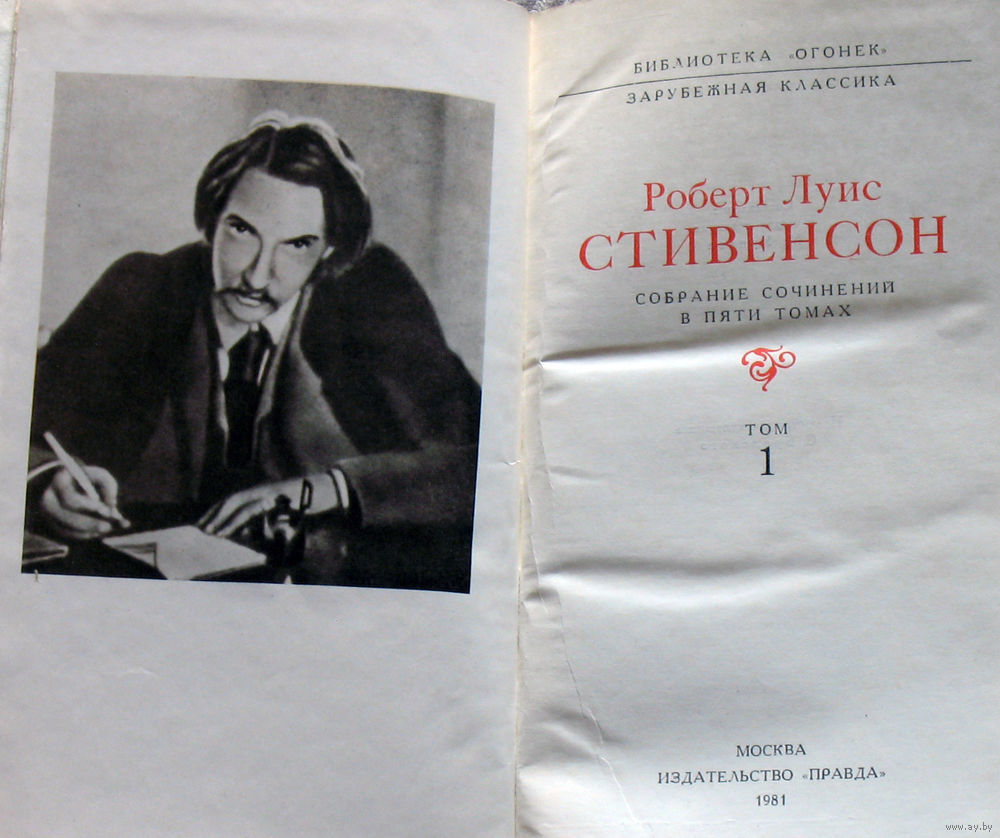 БИБЛИОТЕКА «ОГОНЕК»
ЗАРУБЕЖНАЯ КЛАССИКА
Роберт Луис
СТИВЕНСОН
СОБРАНИЕ СОЧИНЕНИЙ
В ПЯТИ ТОМАХ
ТОМ
1
МОСКВА
ИЗДАТЕЛЬСТВО «ПРАВДА»
1981
www.ay.by